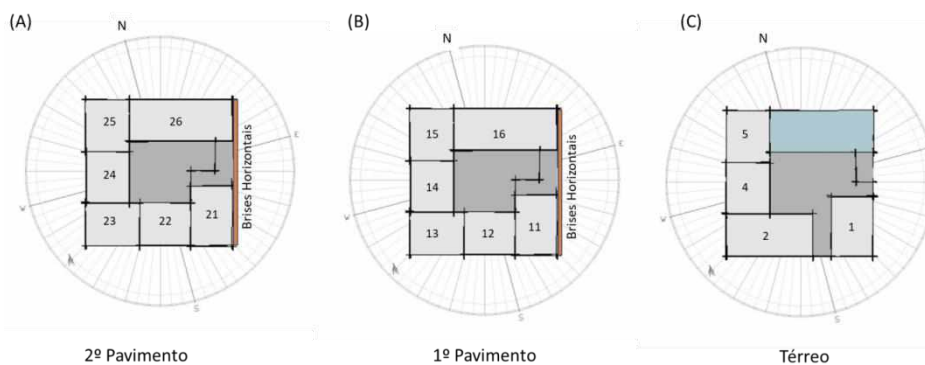 (A)
N
25 26
24
23 22 21
Brises Horizontais
E
W
S
2º Pavimento
(B)
N
15 16
14
13 12 11
Brises Horizontais
E
W
S
1º Pavimento
(C)
N
5
4
2 1
E
W
S
Térreo